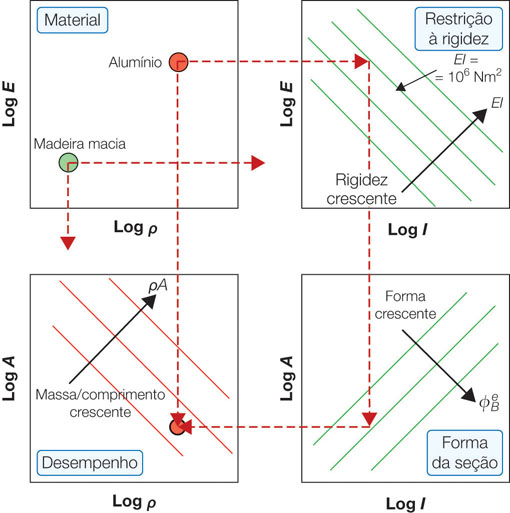 Material
Alumínio
Madeira macia
Log E
Log ρ
Restrição
à rigidez
EI =
= 10⁶ Nm²
EI
Rigidez
crescente
Log E
Log I
ρA
Massa/comprimento
crescente
Desempenho
Log A
Log ρ
Forma
crescente
ϕ_B^e
Forma
da seção
Log A
Log I